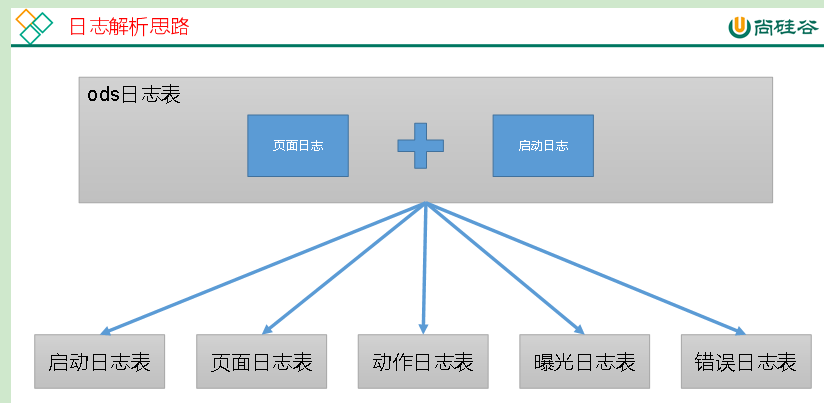 日志解析思路
尚硅谷
ods日志表
页面日志
启动日志
启动日志表
页面日志表
动作日志表
曝光日志表
错误日志表